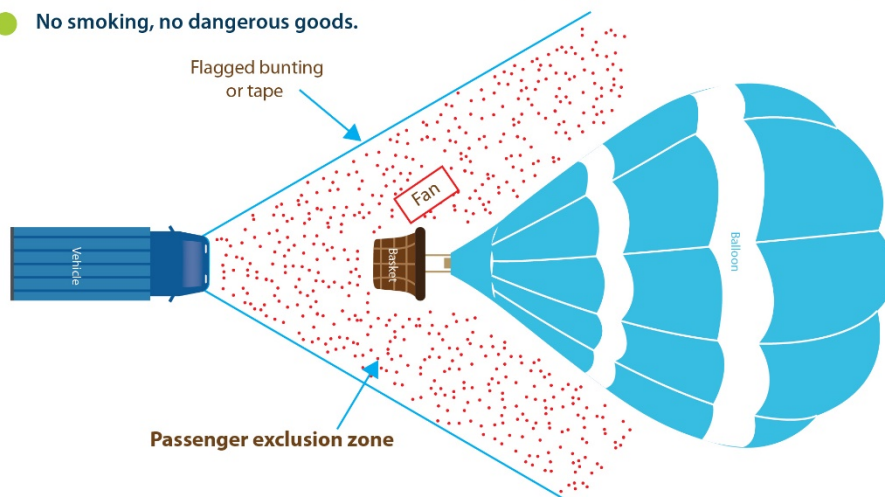 No smoking, no dangerous goods.
Flagged bunting
or tape
Fan
Vehicle
Basket
Balloon
Passenger exclusion zone